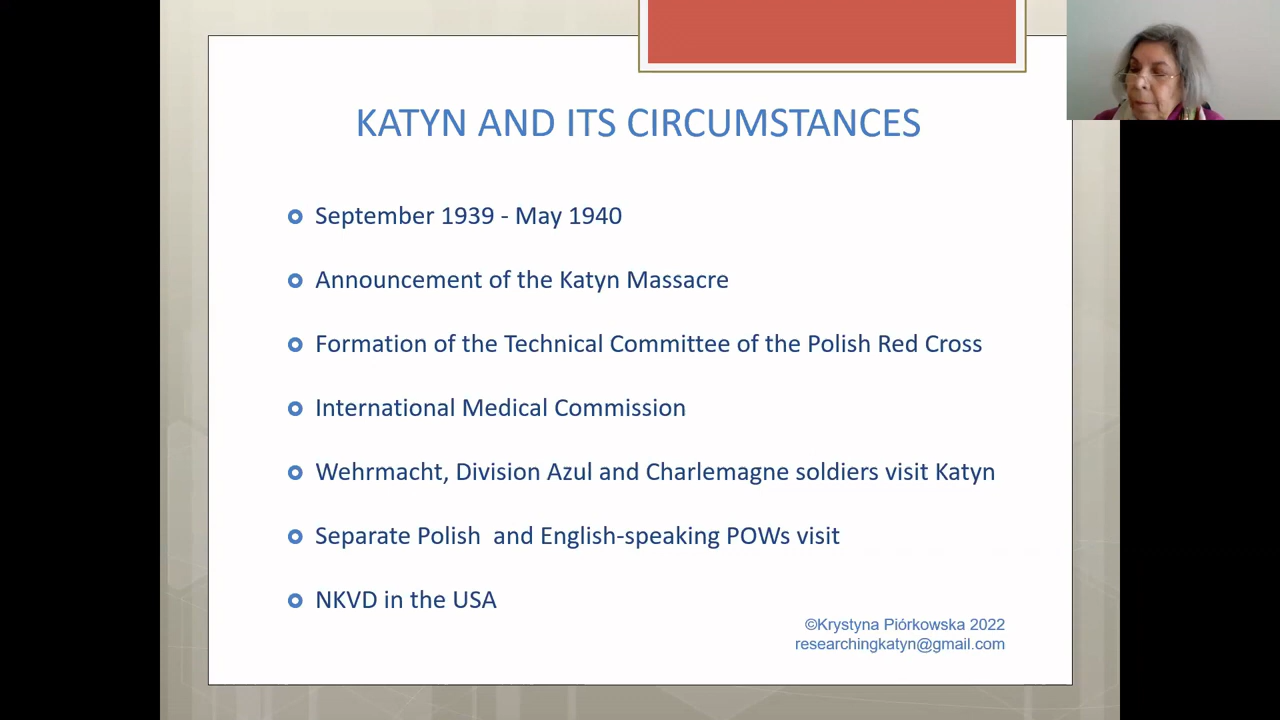 KATYN AND ITS CIRCUMSTANCES
September 1939 - May 1940
Announcement of the Katyn Massacre
Formation of the Technical Committee of the Polish Red Cross
International Medical Commission
Wehrmacht, Division Azul and Charlemagne soldiers visit Katyn
Separate Polish  and English-speaking POWs visit
NKVD in the USA
©Krystyna Piórkowska 2022
researchingkatyn@gmail.com